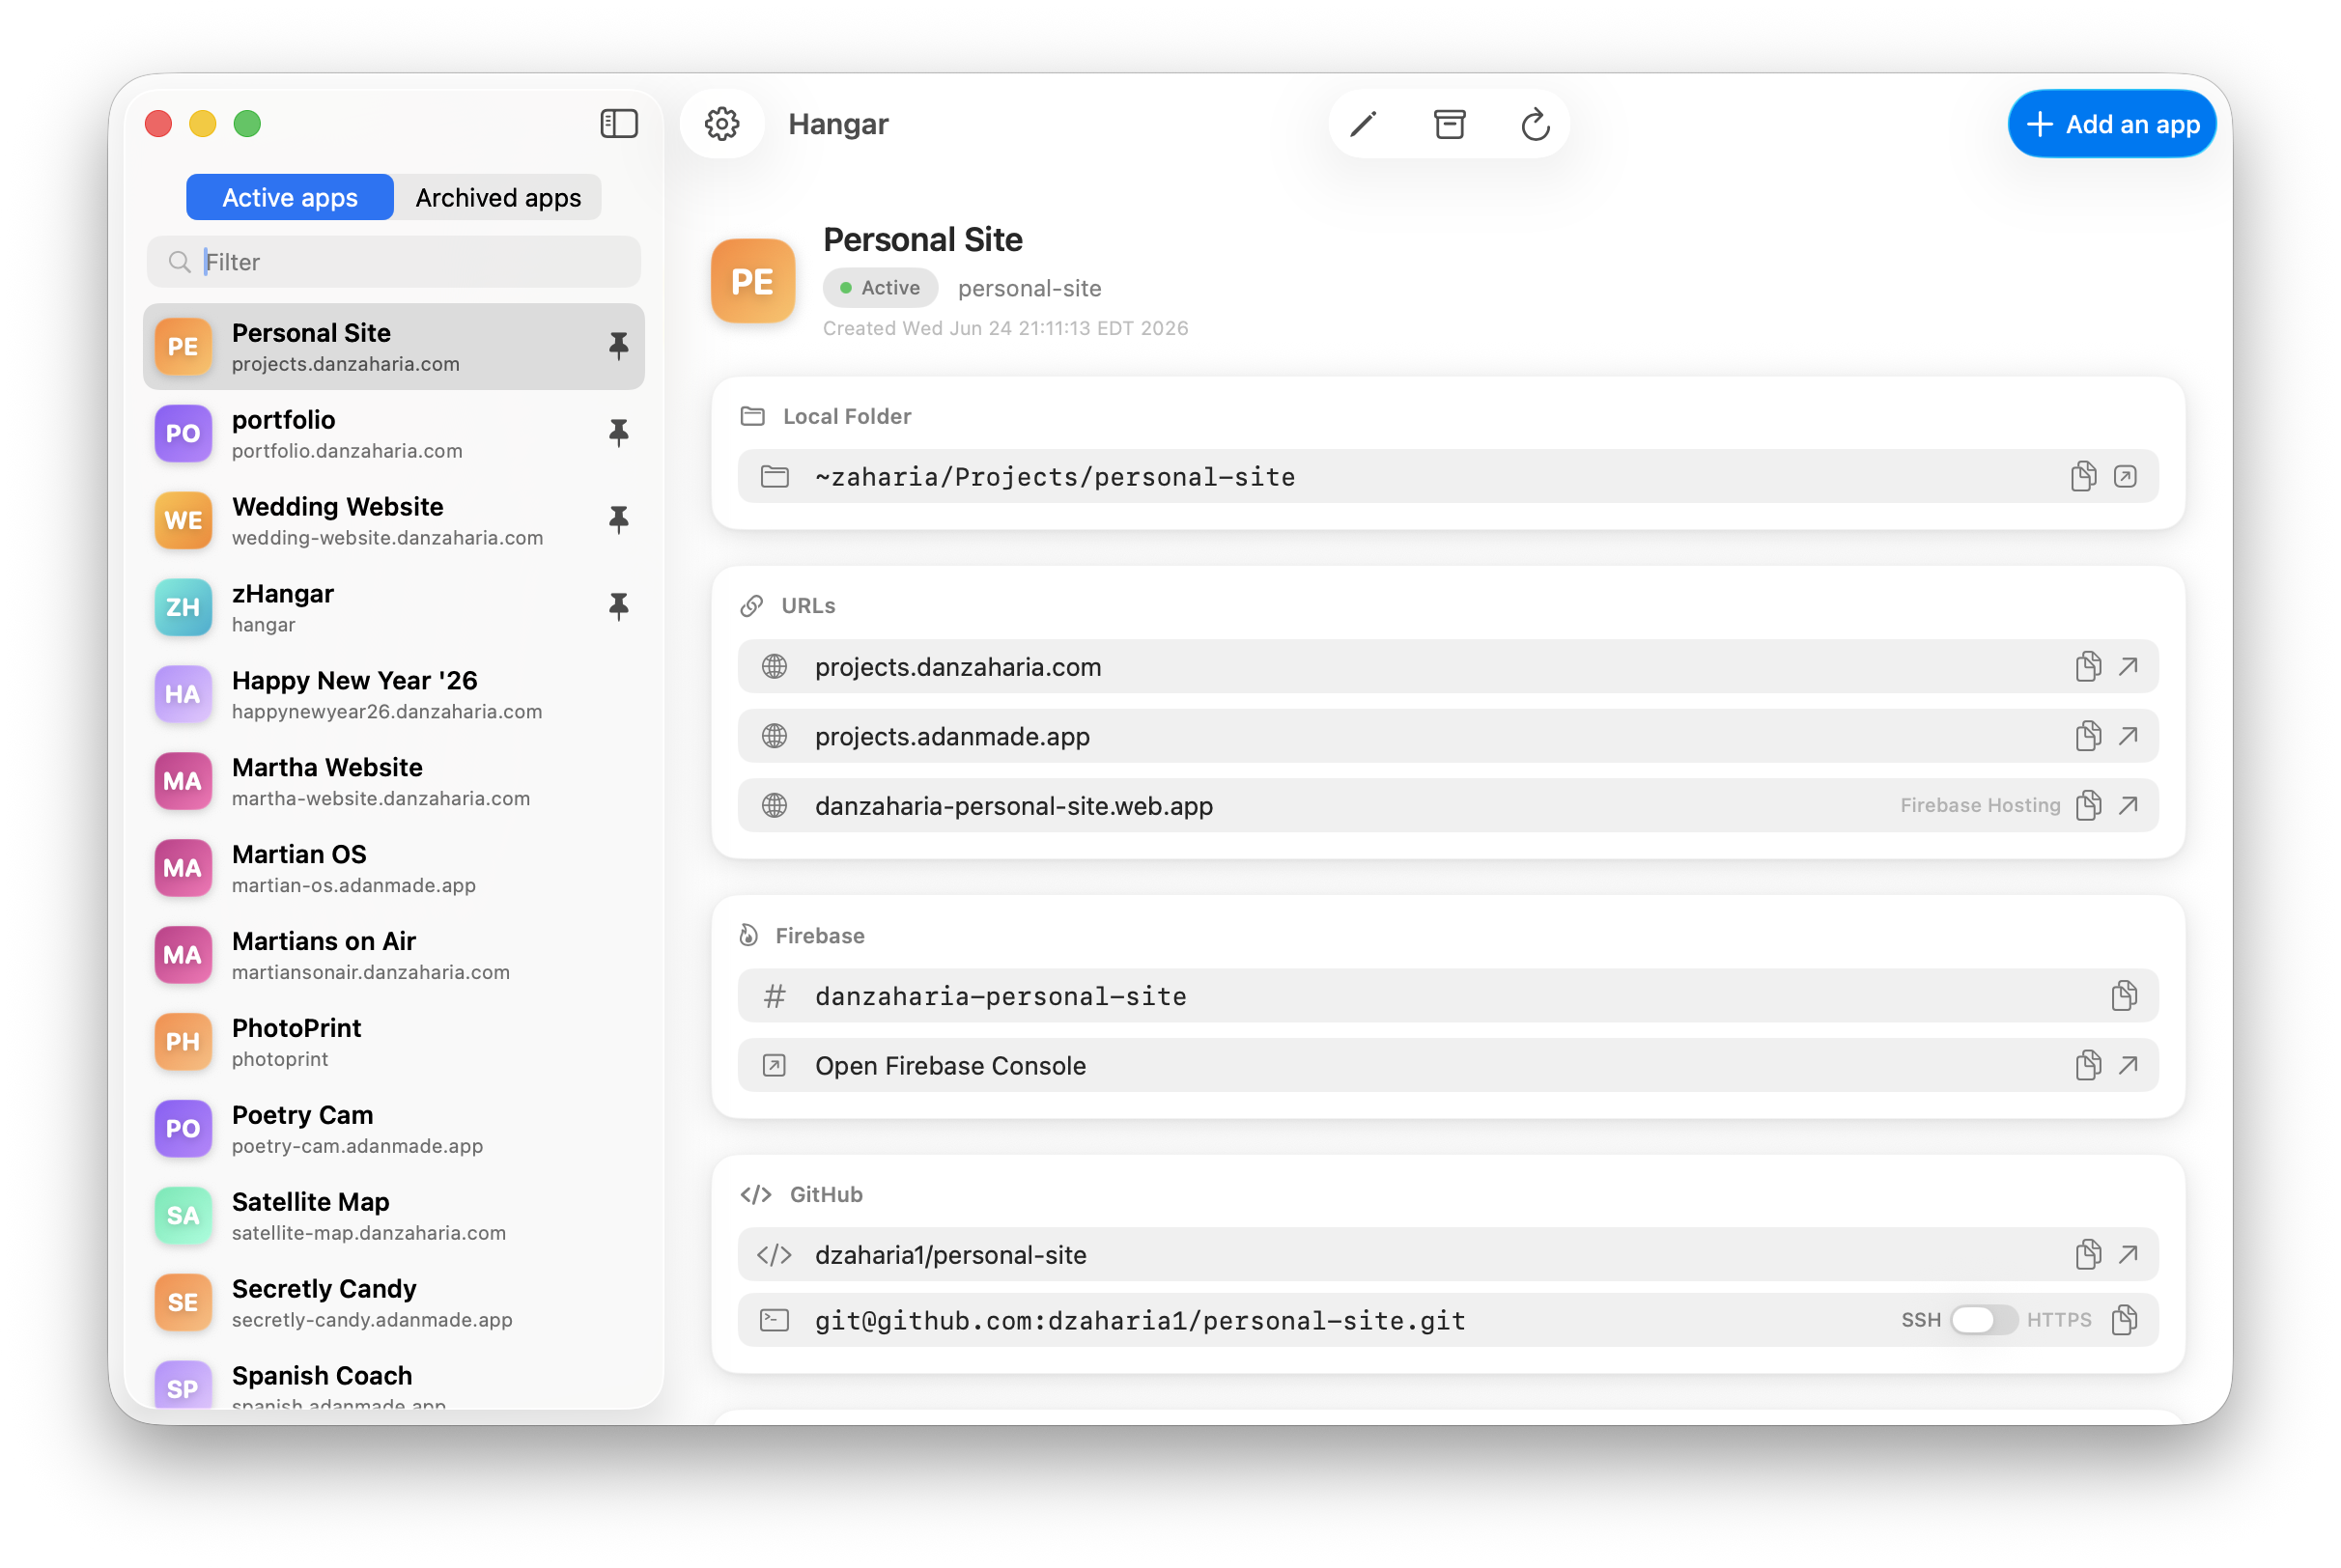 Hangar
Add an app
Active apps
Archived apps
Filter
PE
Personal Site
projects.danzaharia.com
PO
portfolio
portfolio.danzaharia.com
WE
Wedding Website
wedding-website.danzaharia.com
ZH
zHangar
hangar
HA
Happy New Year '26
happynewyear26.danzaharia.com
MA
Martha Website
martha-website.danzaharia.com
MA
Martian OS
martian-os.adanmade.app
MA
Martians on Air
martiansonair.danzaharia.com
PH
PhotoPrint
photoprint
PO
Poetry Cam
poetry-cam.adanmade.app
SA
Satellite Map
satellite-map.danzaharia.com
SE
Secretly Candy
secretly-candy.adanmade.app
SP
Spanish Coach
spanish.adanmade.app
PE
Personal Site
Active personal-site
Created Wed Jun 24 21:11:13 EDT 2026
Local Folder
~zaharia/Projects/personal-site
URLs
projects.danzaharia.com
projects.adanmade.app
danzaharia-personal-site.web.app Firebase Hosting
Firebase
# danzaharia-personal-site
Open Firebase Console
</> GitHub
</> dzaharia1/personal-site
git@github.com:dzaharia1/personal-site.git SSH HTTPS